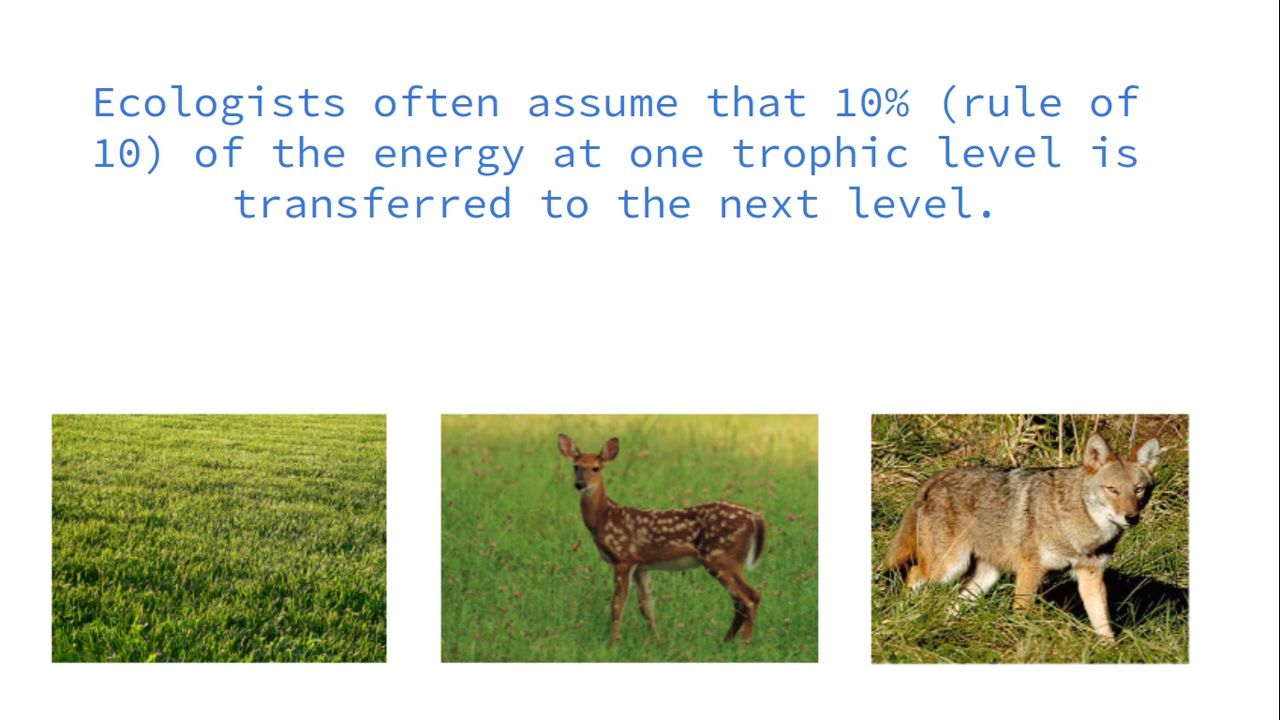 Ecologists often assume that 10% (rule of
10) of the energy at one trophic level is
transferred to the next level.